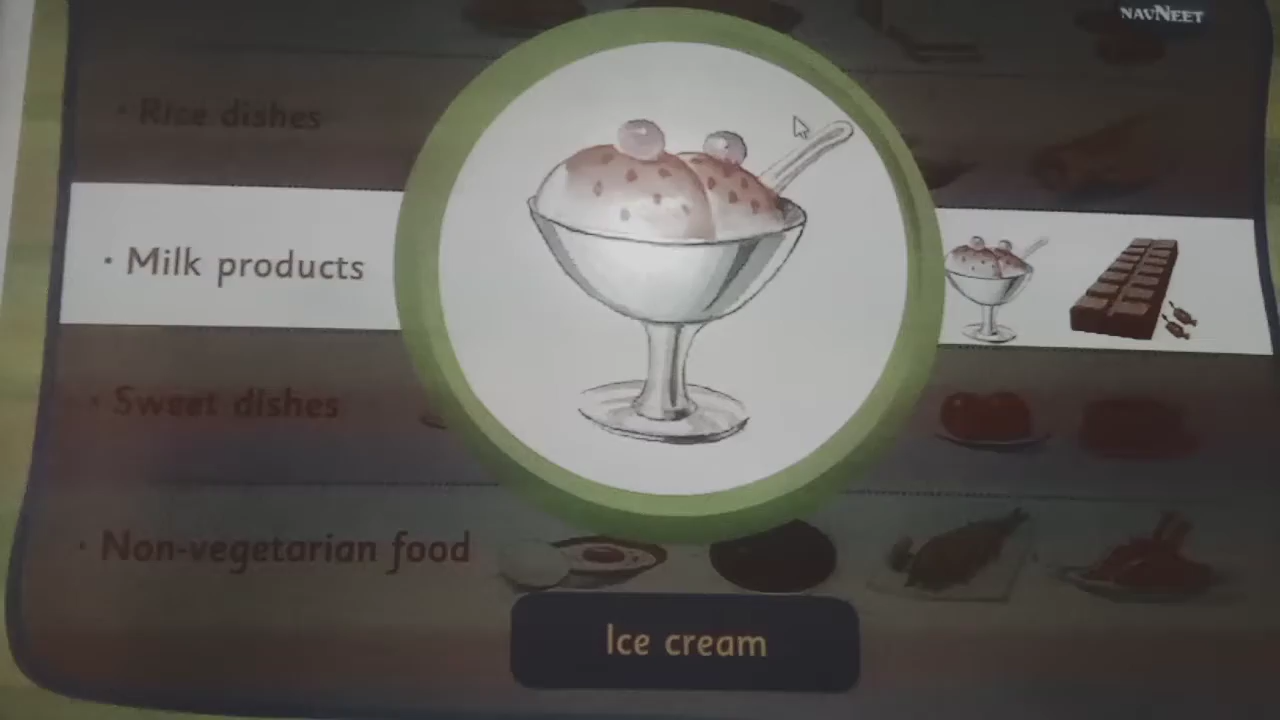 NAVNEET
• Rice dishes
• Milk products
• Sweet dishes
• Non-vegetarian food
Ice cream